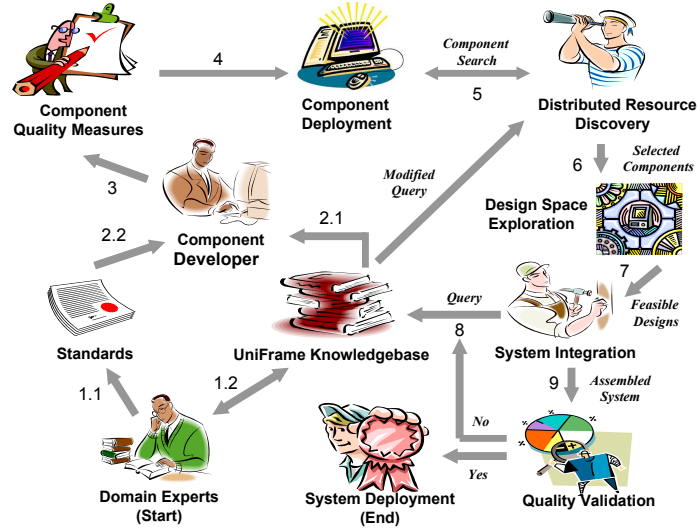 4
Component
Search
5
Component
Quality Measures
Component
Deployment
Distributed Resource
Discovery
3
Modified
Query
6
Selected
Components
Design Space
Exploration
2.2
2.1
Component
Developer
7
Feasible
Designs
Query
8
Standards
UniFrame Knowledgebase
System Integration
1.1
1.2
9
Assembled
System
No
Yes
Domain Experts
(Start)
System Deployment
(End)
Quality Validation